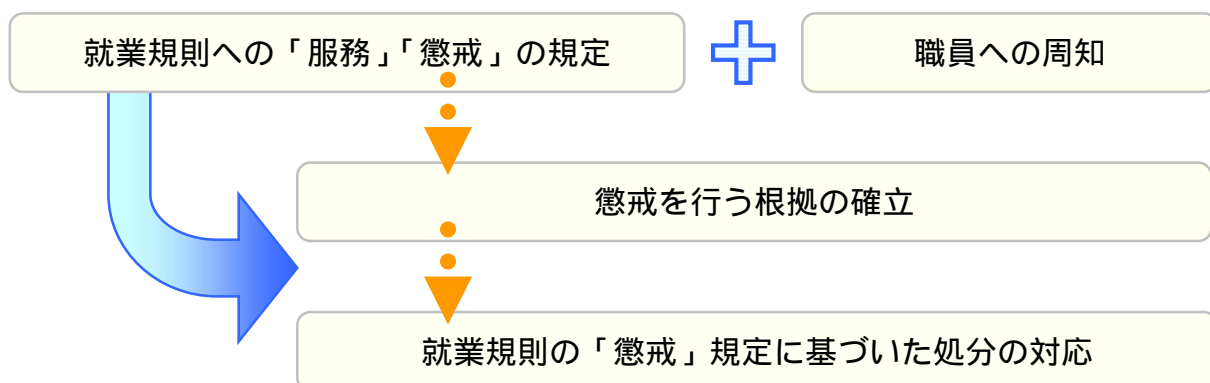 就業規則への「服務」「懲戒」の規定
職員への周知
懲戒を行う根拠の確立
就業規則の「懲戒」規定に基づいた処分の対応